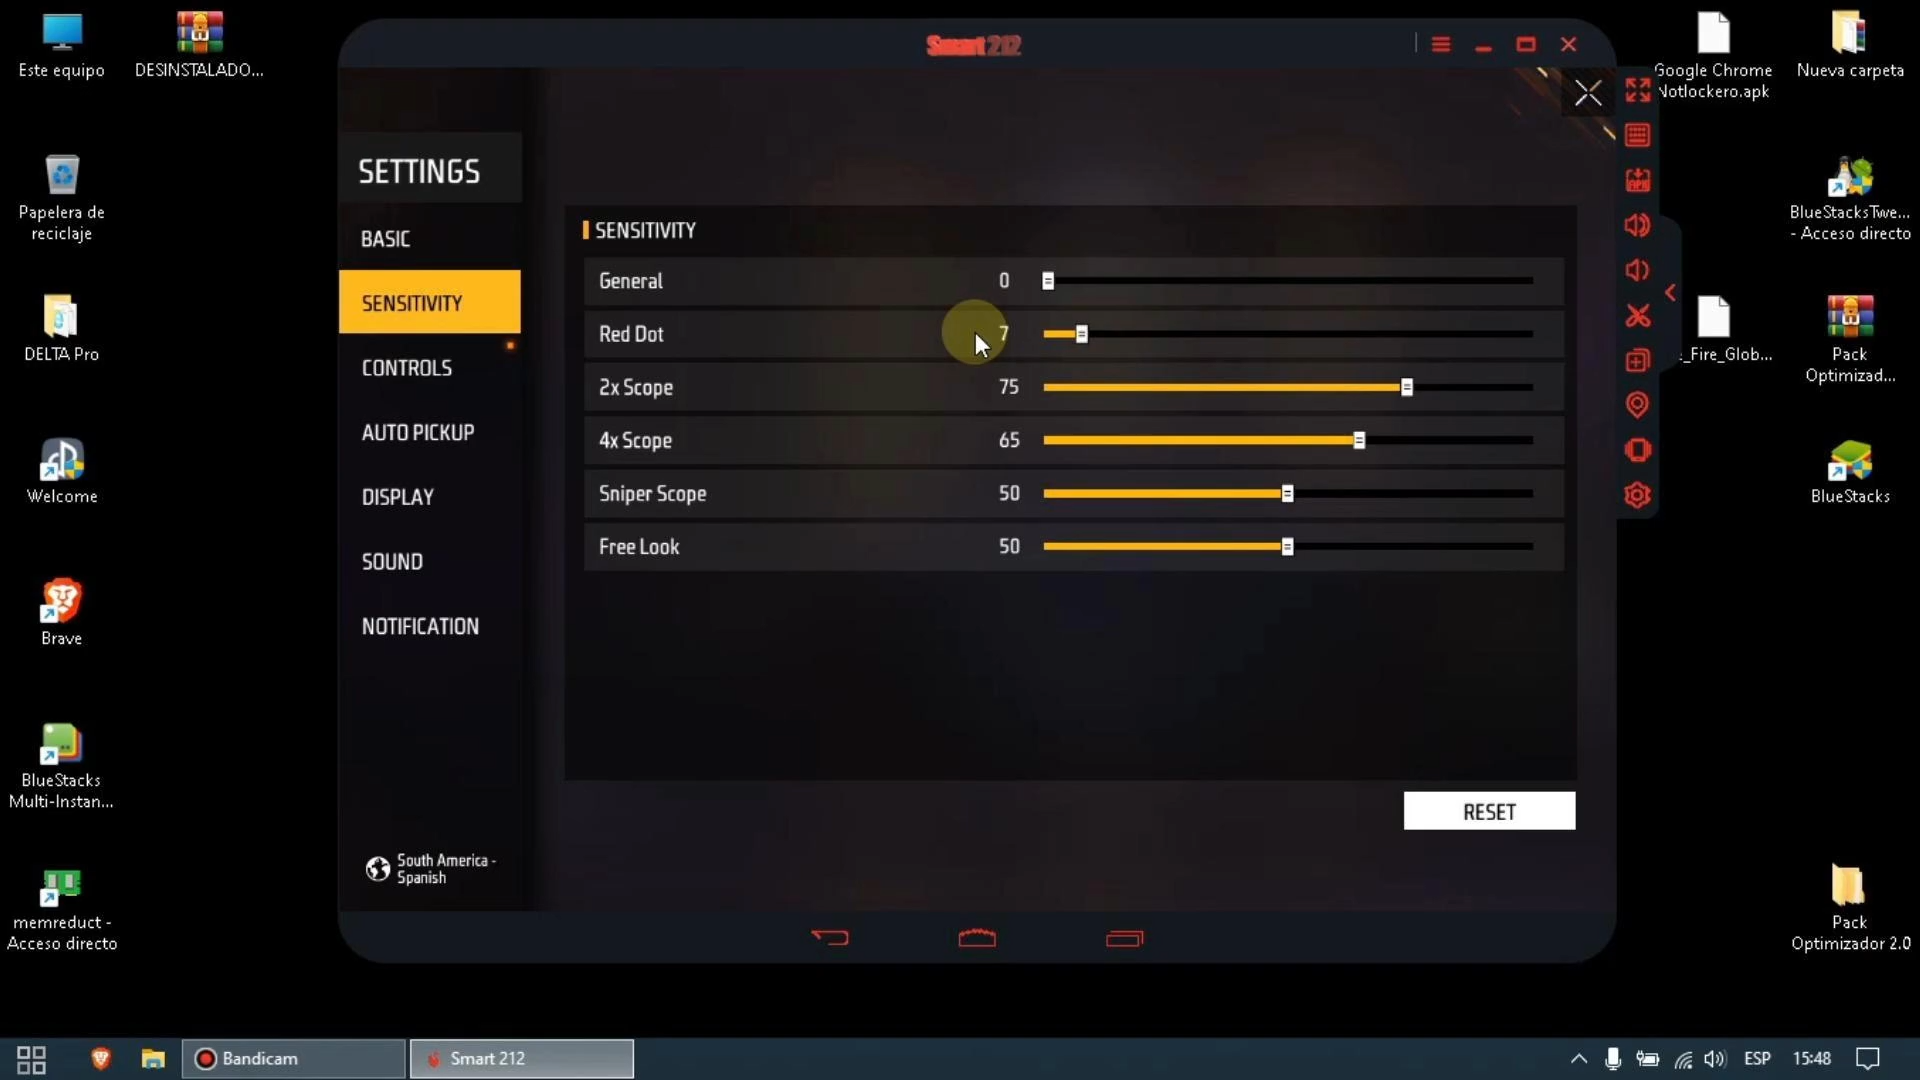 Este equipo
DESINSTALADO...
Papelera de
reciclaje
DELTA Pro
Welcome
Brave
BlueStacks
Multi-Instan...
memreduct -
Acceso directo
Smart 212
SETTINGS
BASIC
SENSITIVITY
CONTROLS
AUTO PICKUP
DISPLAY
SOUND
NOTIFICATION
South America -
Spanish
SENSITIVITY
General 0
Red Dot 7
2x Scope 75
4x Scope 65
Sniper Scope 50
Free Look 50
RESET
APK
Google Chrome
Notlockero.apk
Nueva carpeta
BlueStacksTwe...
- Acceso directo
_Fire_Glob...
Pack
Optimizad...
BlueStacks
Pack
Optimizador 2.0
Bandicam
Smart 212
ESP
15:48